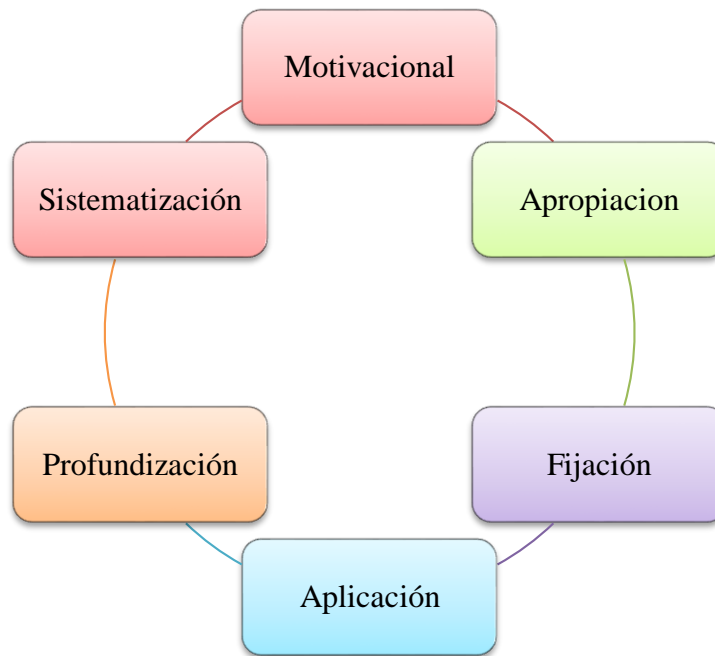 Motivacional
Apropiacion
Fijación
Aplicación
Profundización
Sistematización